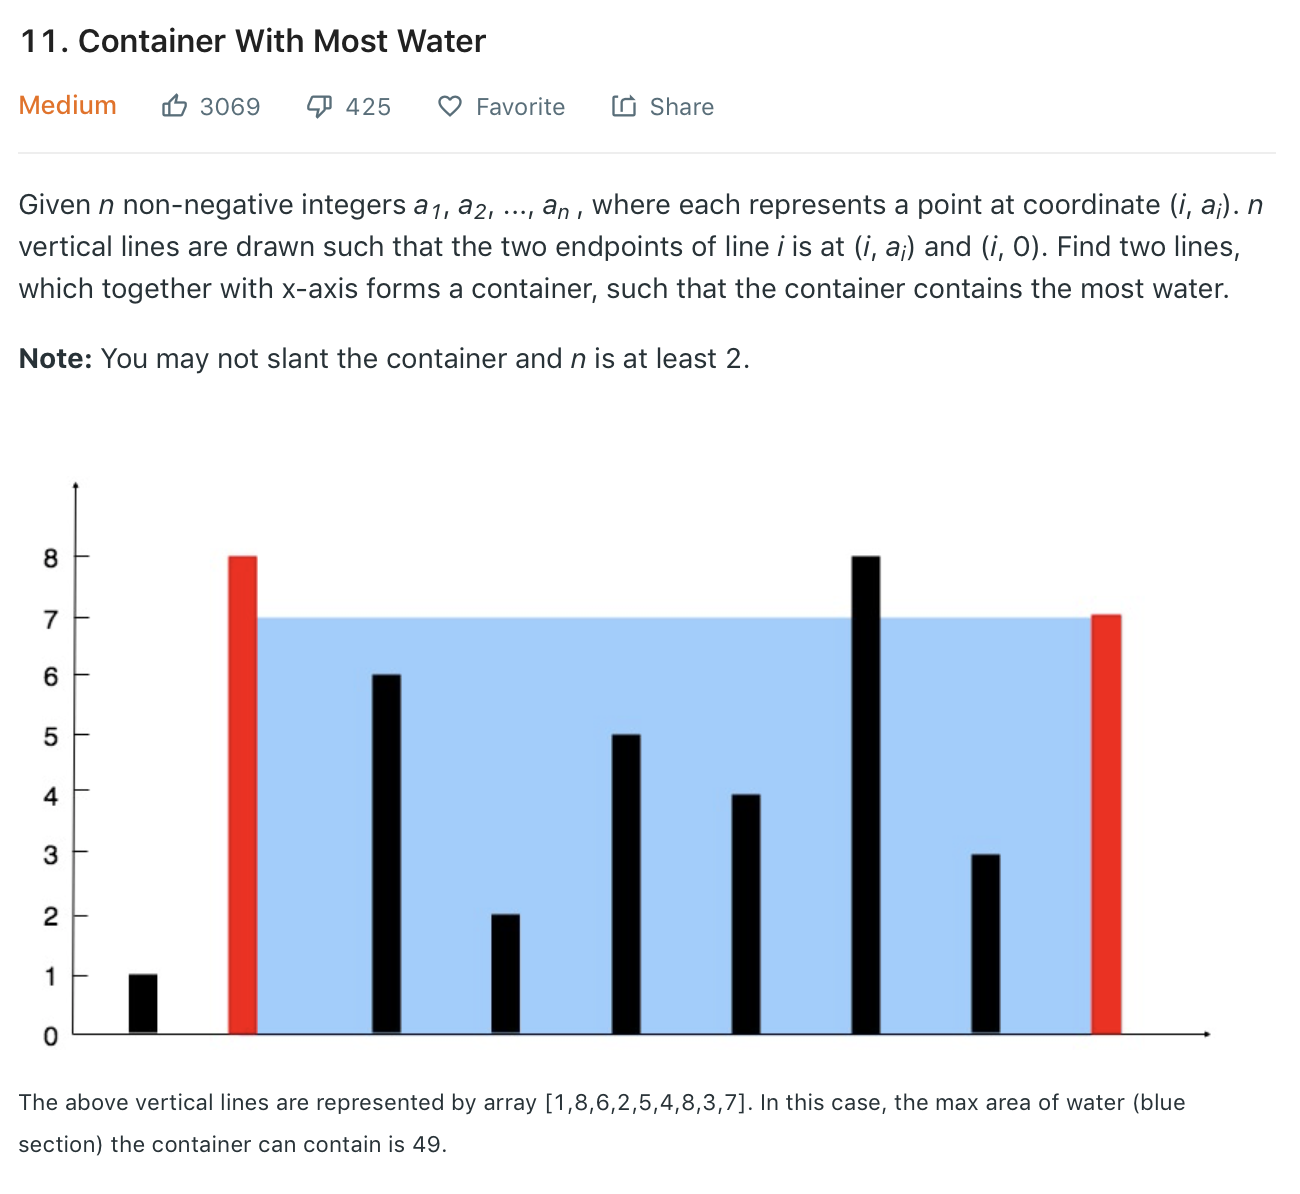 11. Container With Most Water
Medium 3069 425 Favorite Share
Given n non-negative integers a1, a2, ..., an , where each represents a point at coordinate (i, ai). n
vertical lines are drawn such that the two endpoints of line i is at (i, ai) and (i, 0). Find two lines,
which together with x-axis forms a container, such that the container contains the most water.
Note: You may not slant the container and n is at least 2.
8
7
6
5
4
3
2
1
0
The above vertical lines are represented by array [1,8,6,2,5,4,8,3,7]. In this case, the max area of water (blue
section) the container can contain is 49.